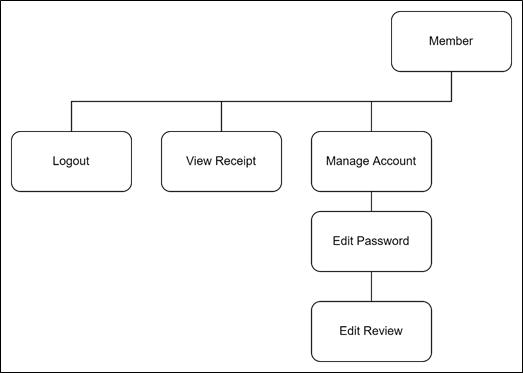 Member
Logout
View Receipt
Manage Account
Edit Password
Edit Review